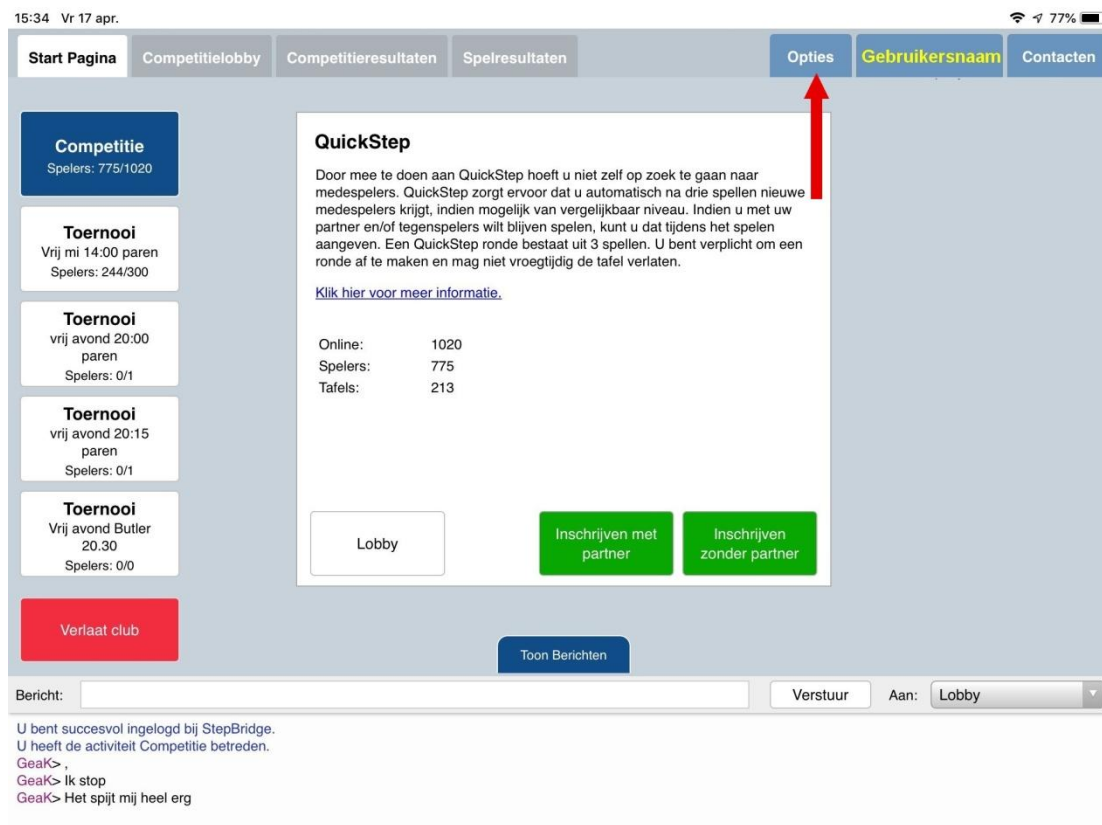 15:34 Vr 17 apr.
77%
Start Pagina
Competitielobby
Competitieresultaten
Spelresultaten
Opties
Gebruikersnaam
Contacten
Competitie
Spelers: 775/1020
Toernooi
Vrij mi 14:00 paren
Spelers: 244/300
Toernooi
vrij avond 20:00
paren
Spelers: 0/1
Toernooi
vrij avond 20:15
paren
Spelers: 0/1
Toernooi
Vrij avond Butler
20.30
Spelers: 0/0
Verlaat club
QuickStep
Door mee te doen aan QuickStep hoeft u niet zelf op zoek te gaan naar
medespelers. QuickStep zorgt ervoor dat u automatisch na drie spellen nieuwe
medespelers krijgt, indien mogelijk van vergelijkbaar niveau. Indien u met uw
partner en/of tegenspelers wilt blijven spelen, kunt u dat tijdens het spelen
aangeven. Een QuickStep ronde bestaat uit 3 spellen. U bent verplicht om een
ronde af te maken en mag niet vroegtijdig de tafel verlaten.
Klik hier voor meer informatie.
Online: 1020
Spelers: 775
Tafels: 213
Lobby
Inschrijven met
partner
Inschrijven
zonder partner
Toon Berichten
Bericht:
Verstuur
Aan:
Lobby
U bent succesvol ingelogd bij StepBridge.
U heeft de activiteit Competitie betreden.
GeaK> ,
GeaK> Ik stop
GeaK> Het spijt mij heel erg